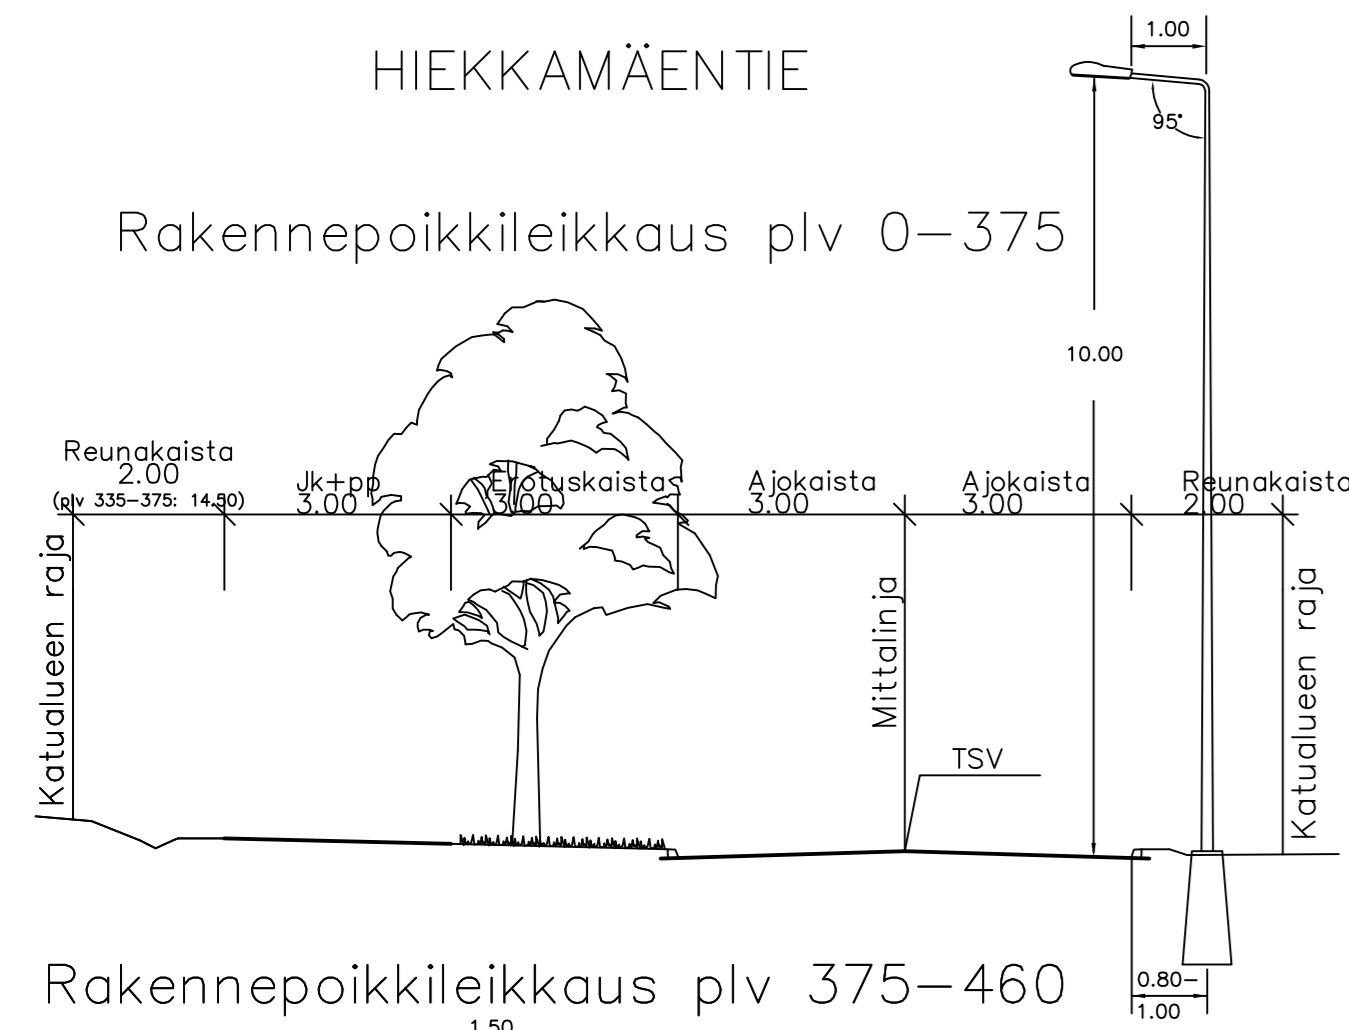 1.00
HIEKKAMÄENTIE
95°
Rakennepoikkileikkaus plv 0-375
10.00
Reunakaista
2.00
(plv 335-375: 14.50)
Jk+pp
3.00
Erotuskaista
3.00
Ajokaista
3.00
Ajokaista
3.00
Reunakaista
2.00
Katualueen raja
Mittalinja
Katualueen raja
TSV
Rakennepoikkileikkaus plv 375-460
0.80-
1.00
1.50